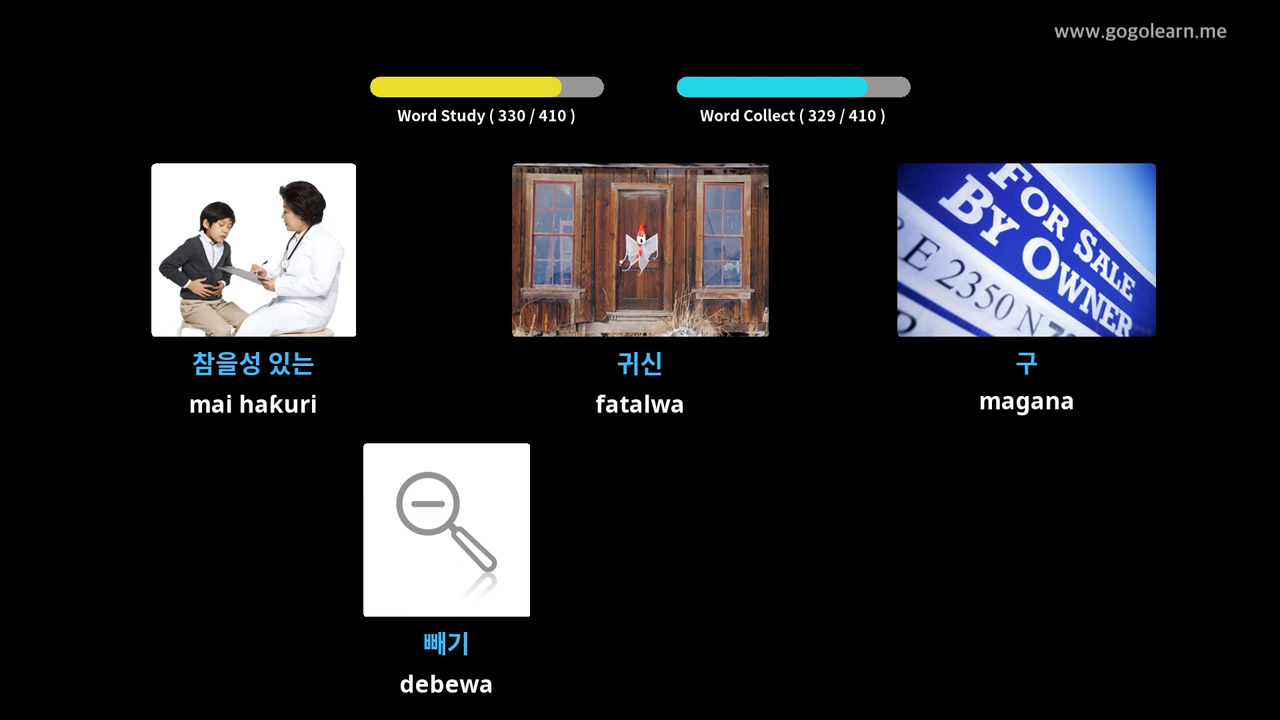 www.gogolearn.me
Word Study ( 330 / 410 )
Word Collect ( 329 / 410 )
FOR SALE
BY OWNER
E 2350 N
참을성 있는
귀신
구
mai haƙuri
fatalwa
magana
빼기
debewa